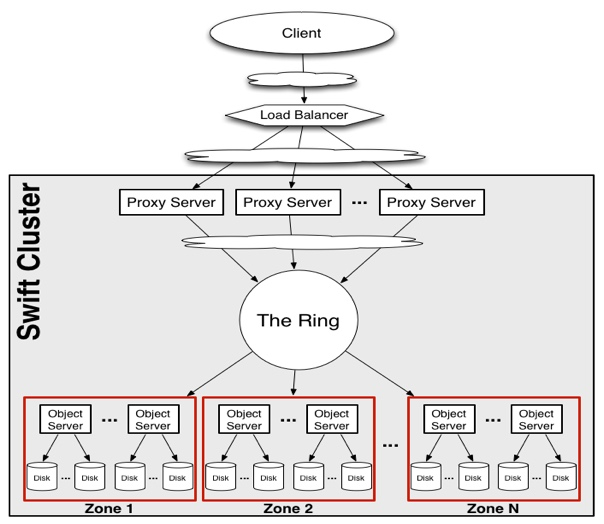 Client
Load Balancer
Swift Cluster
Proxy Server Proxy Server ... Proxy Server
The Ring
Object Server ... Object Server
Object Server ... Object Server
...
Object Server ... Object Server
Disk ... Disk Disk ... Disk
Disk ... Disk Disk ... Disk
Disk ... Disk Disk ... Disk
Zone 1
Zone 2
Zone N